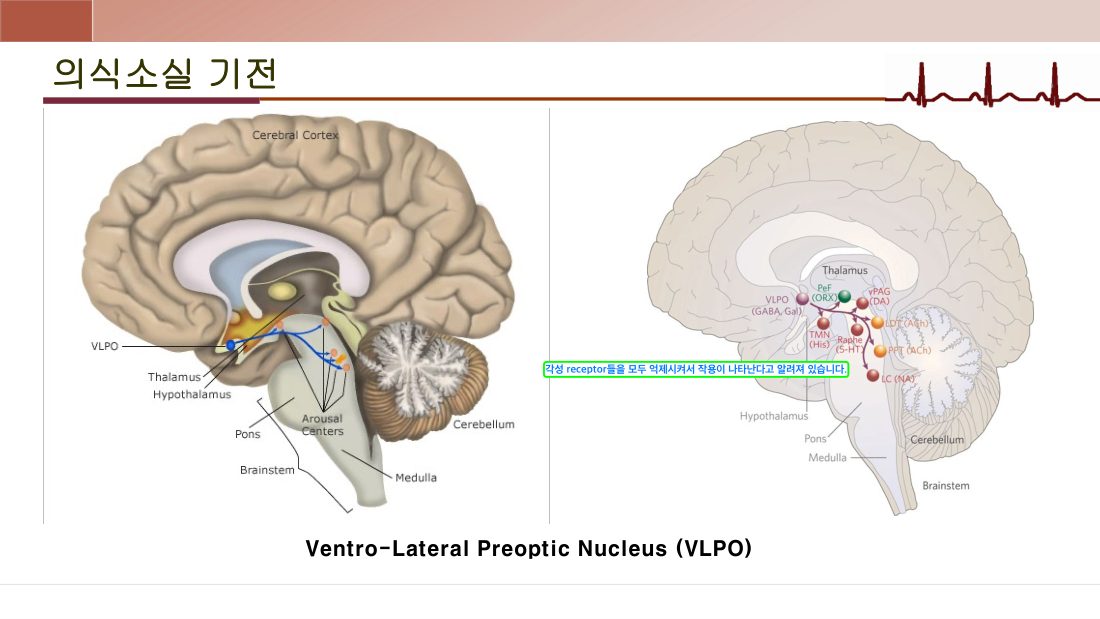 의식소실 기전
Cerebral Cortex
VLPO
Thalamus
Hypothalamus
Pons
Arousal
Centers
Brainstem
Medulla
Cerebellum
Thalamus
PeF
(ORX)
vPAG
(DA)
VLPO
(GABA, Gal)
LDT (ACh)
TMN
(His)
Raphe
(5-HT)
PPT (ACh)
각성 receptor들을 모두 억제시켜서 작용이 나타난다고 알려져 있습니다.
LC (NA)
Hypothalamus
Pons
Cerebellum
Medulla
Brainstem
Ventro-Lateral Preoptic Nucleus (VLPO)